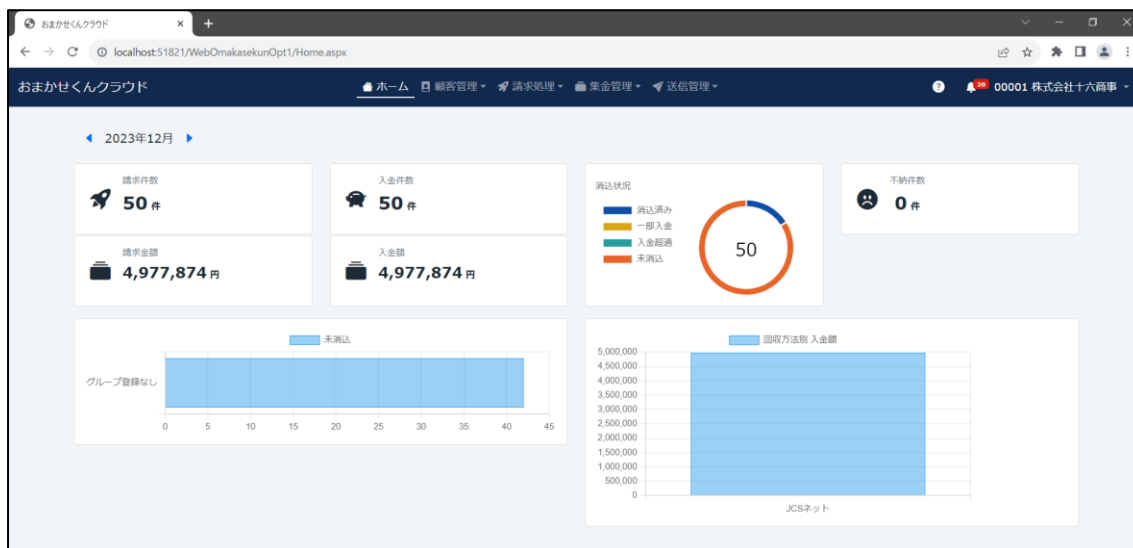 おまかせくんクラウド
localhost:51821/WebOmakasekunOpt1/Home.aspx
おまかせくんクラウド ホーム 顧客管理 請求処理 集金管理 送信管理 ? 20 00001 株式会社十六商事
2023年12月
請求件数
50 件
入金件数
50 件
消込状況
消込済み
一部入金
入金超過
未消込
50
不納件数
0 件
請求金額
4,977,874 円
入金額
4,977,874 円
未消込
グループ登録なし
0 5 10 15 20 25 30 35 40 45
回収方法別 入金額
5,000,000
4,500,000
4,000,000
3,500,000
3,000,000
2,500,000
2,000,000
1,500,000
1,000,000
500,000
0
JCSネット